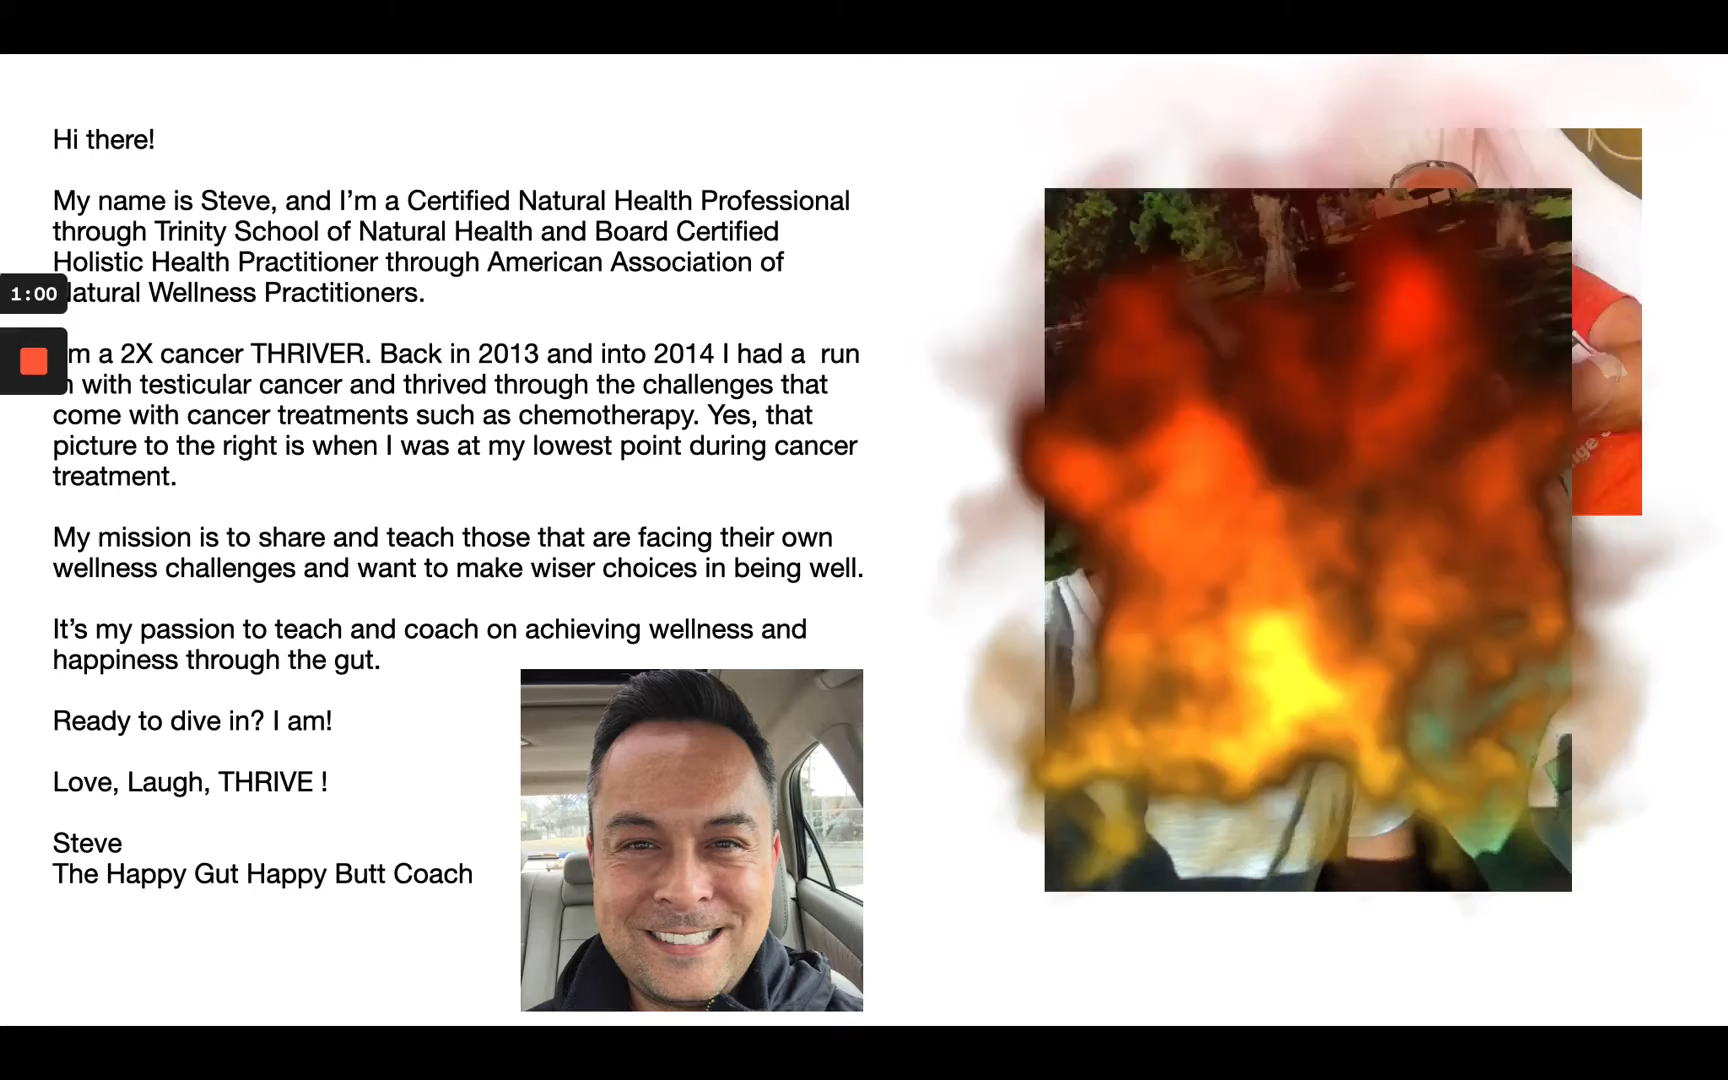 Hi there!
My name is Steve, and I’m a Certified Natural Health Professional
through Trinity School of Natural Health and Board Certified
Holistic Health Practitioner through American Association of
atural Wellness Practitioners.
1:00
m a 2X cancer THRIVER. Back in 2013 and into 2014 I had a  run
with testicular cancer and thrived through the challenges that
come with cancer treatments such as chemotherapy. Yes, that
picture to the right is when I was at my lowest point during cancer
treatment.
My mission is to share and teach those that are facing their own
wellness challenges and want to make wiser choices in being well.
It’s my passion to teach and coach on achieving wellness and
happiness through the gut.
Ready to dive in? I am!
Love, Laugh, THRIVE !
Steve
The Happy Gut Happy Butt Coach